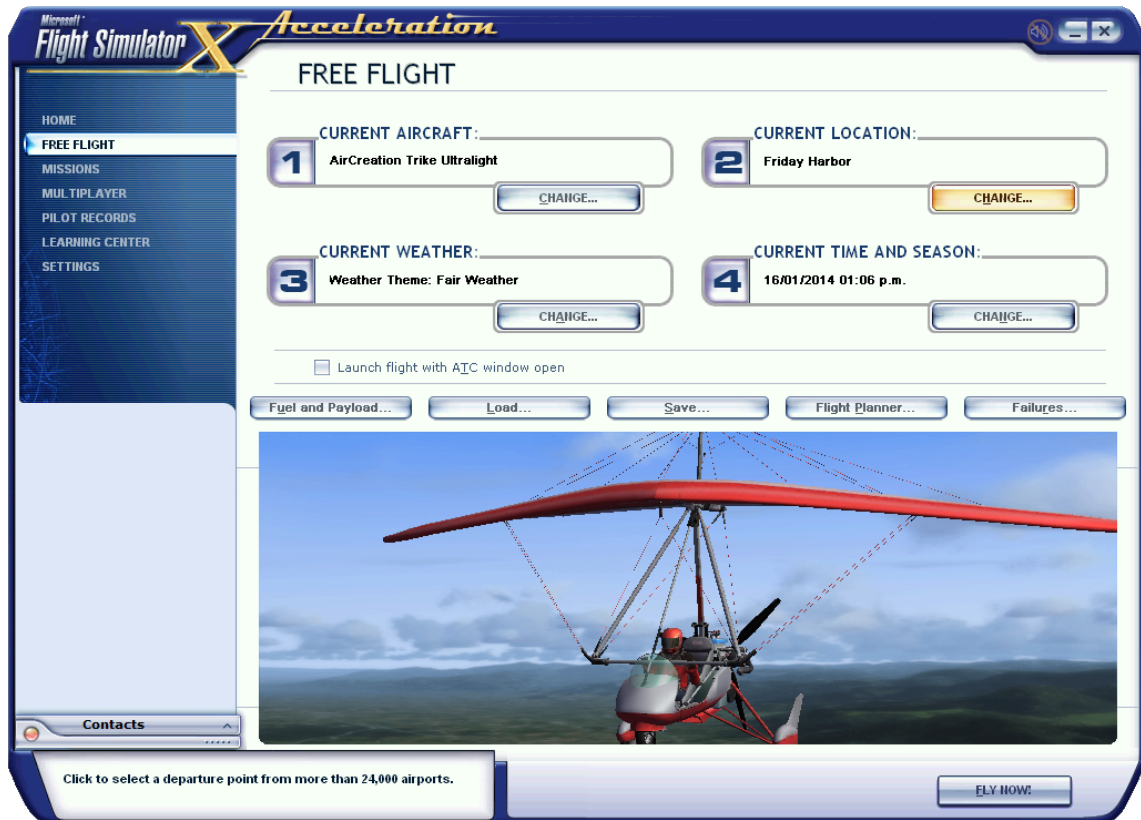 Microsoft
Flight Simulator X Acceleration
FREE FLIGHT
HOME
FREE FLIGHT
MISSIONS
MULTIPLAYER
PILOT RECORDS
LEARNING CENTER
SETTINGS
CURRENT AIRCRAFT:
1
AirCreation Trike Ultralight
CHANGE...
CURRENT LOCATION:
2
Friday Harbor
CHANGE...
CURRENT WEATHER:
3
Weather Theme: Fair Weather
CHANGE...
CURRENT TIME AND SEASON:
4
16/01/2014 01:06 p.m.
CHANGE...
Launch flight with ATC window open
Fuel and Payload...
Load...
Save...
Flight Planner...
Failures...
Contacts
Click to select a departure point from more than 24,000 airports.
FLY NOW!